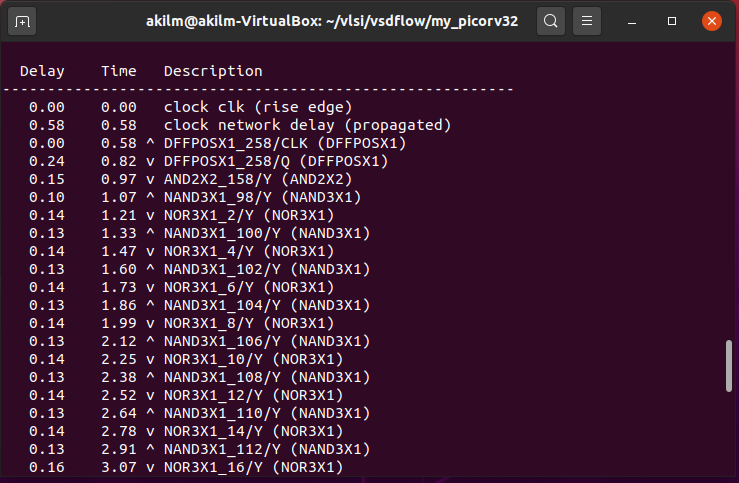 akilm@akilm-VirtualBox: ~/vlsi/vsdflow/my_picorv32
Delay Time Description
---------------------------------------------------------
0.00 0.00 clock clk (rise edge)
0.58 0.58 clock network delay (propagated)
0.00 0.58 ^ DFFPOSX1_258/CLK (DFFPOSX1)
0.24 0.82 v DFFPOSX1_258/Q (DFFPOSX1)
0.15 0.97 v AND2X2_158/Y (AND2X2)
0.10 1.07 ^ NAND3X1_98/Y (NAND3X1)
0.14 1.21 v NOR3X1_2/Y (NOR3X1)
0.13 1.33 ^ NAND3X1_100/Y (NAND3X1)
0.14 1.47 v NOR3X1_4/Y (NOR3X1)
0.13 1.60 ^ NAND3X1_102/Y (NAND3X1)
0.14 1.73 v NOR3X1_6/Y (NOR3X1)
0.13 1.86 ^ NAND3X1_104/Y (NAND3X1)
0.14 1.99 v NOR3X1_8/Y (NOR3X1)
0.13 2.12 ^ NAND3X1_106/Y (NAND3X1)
0.14 2.25 v NOR3X1_10/Y (NOR3X1)
0.13 2.38 ^ NAND3X1_108/Y (NAND3X1)
0.14 2.52 v NOR3X1_12/Y (NOR3X1)
0.13 2.64 ^ NAND3X1_110/Y (NAND3X1)
0.14 2.78 v NOR3X1_14/Y (NOR3X1)
0.13 2.91 ^ NAND3X1_112/Y (NAND3X1)
0.16 3.07 v NOR3X1_16/Y (NOR3X1)